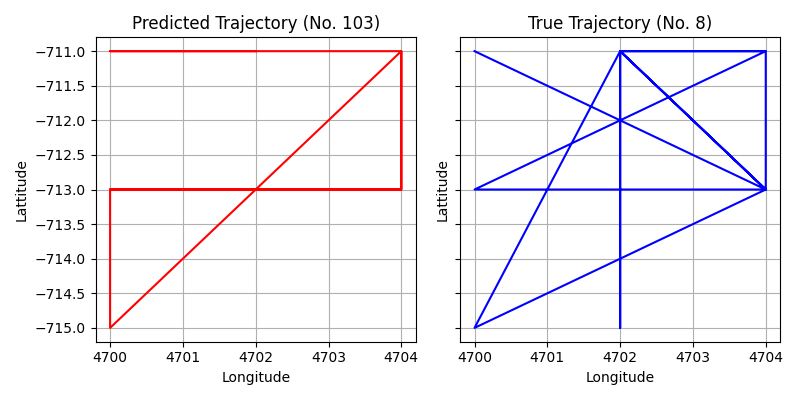 Predicted Trajectory (No. 103)
True Trajectory (No. 8)
Lattitude
−711.0
−711.5
−712.0
−712.5
−713.0
−713.5
−714.0
−714.5
−715.0
4700 4701 4702 4703 4704
Longitude
Lattitude
4700 4701 4702 4703 4704
Longitude